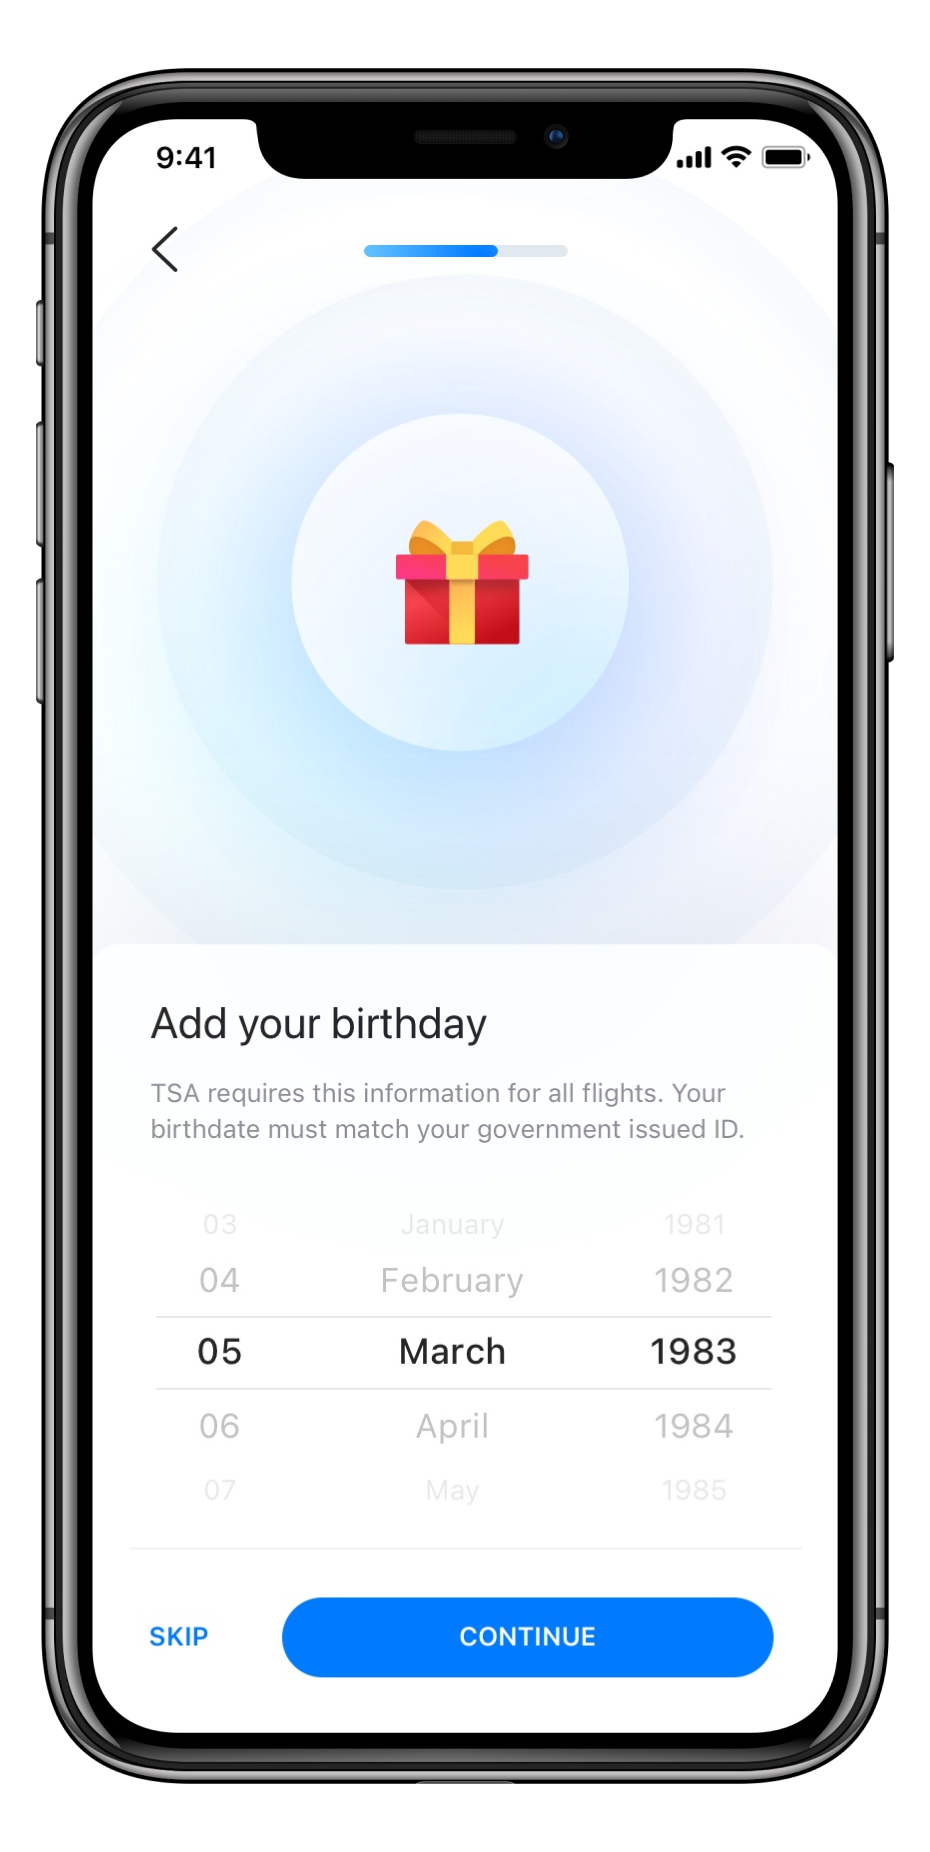 9:41
Add your birthday
TSA requires this information for all flights. Your
birthdate must match your government issued ID.
03 January 1981
04 February 1982
05 March 1983
06 April 1984
07 May 1985
SKIP CONTINUE